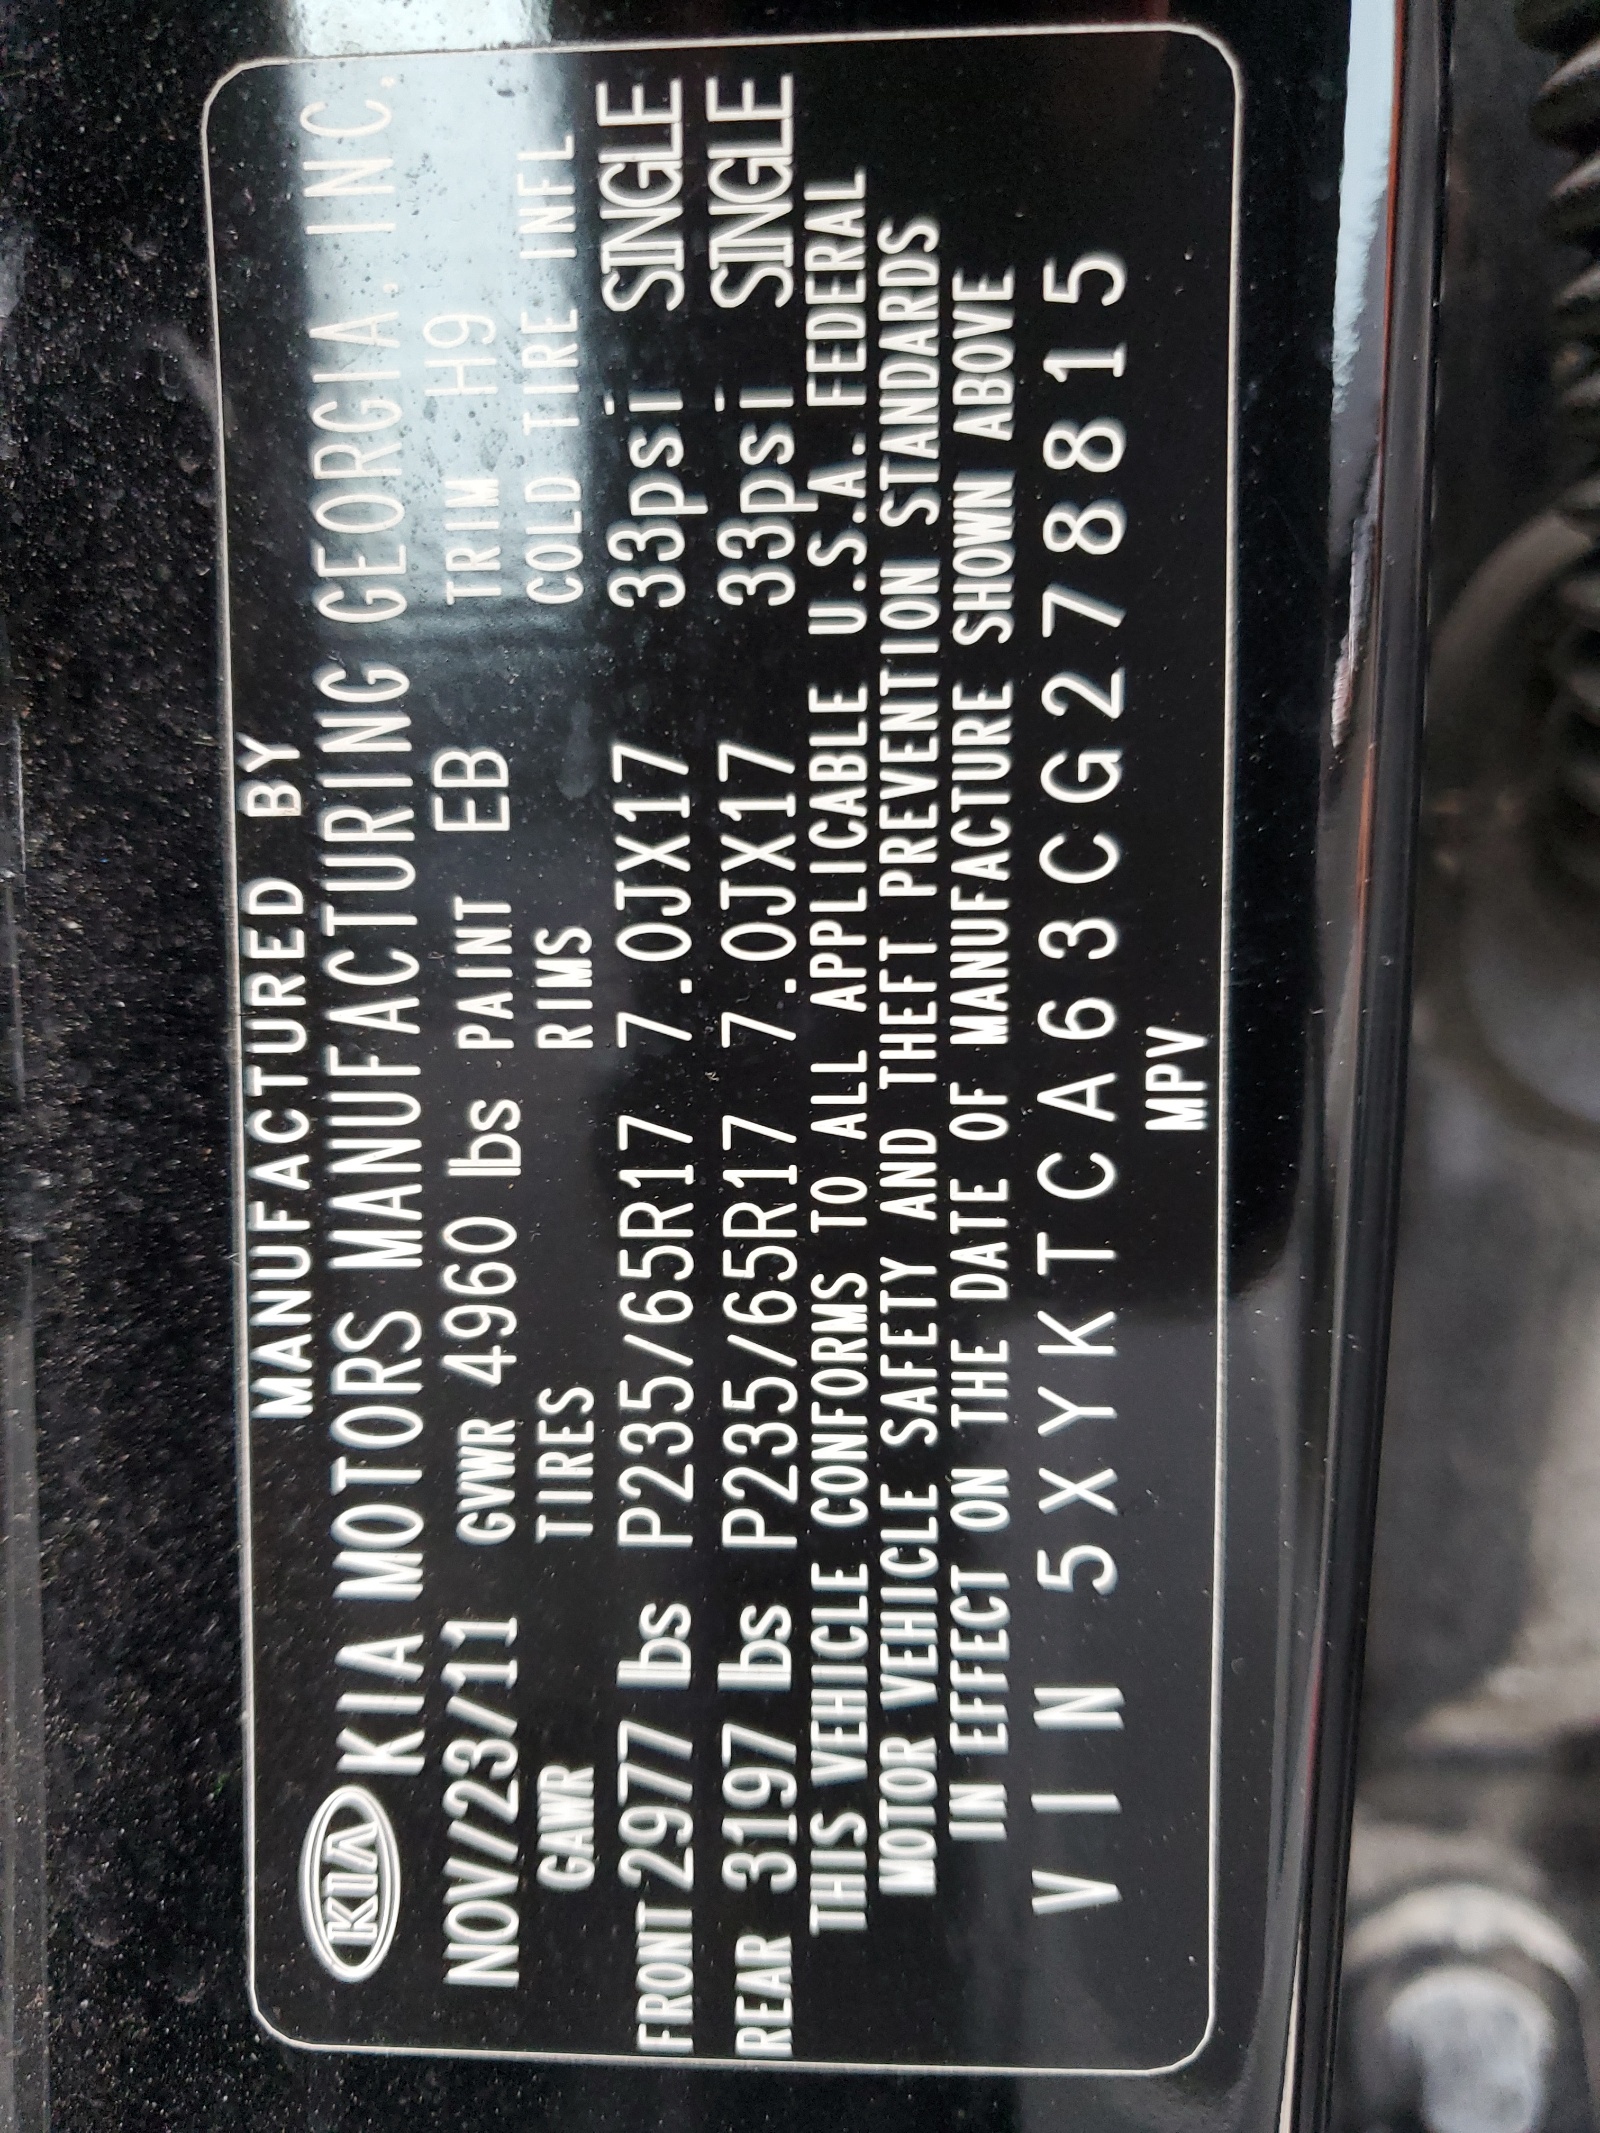 MANUFACTURED BY
KIA KIA MOTORS MANUFACTURING GEORGIA. INC.
NOV/23/11 GVWR 4960 lbs PAINT EB TRIM H9
GAWR TIRES RIMS COLD TIRE INFL
FRONT 2977 lbs P235/65R17 7.0JX17 33psi SINGLE
REAR 3197 lbs P235/65R17 7.0JX17 33psi SINGLE
THIS VEHICLE CONFORMS TO ALL APPLICABLE U.S.A. FEDERAL
MOTOR VEHICLE SAFETY AND THEFT PREVENTION STANDARDS
IN EFFECT ON THE DATE OF MANUFACTURE SHOWN ABOVE
VIN 5XYKTCA63CG278815
MPV